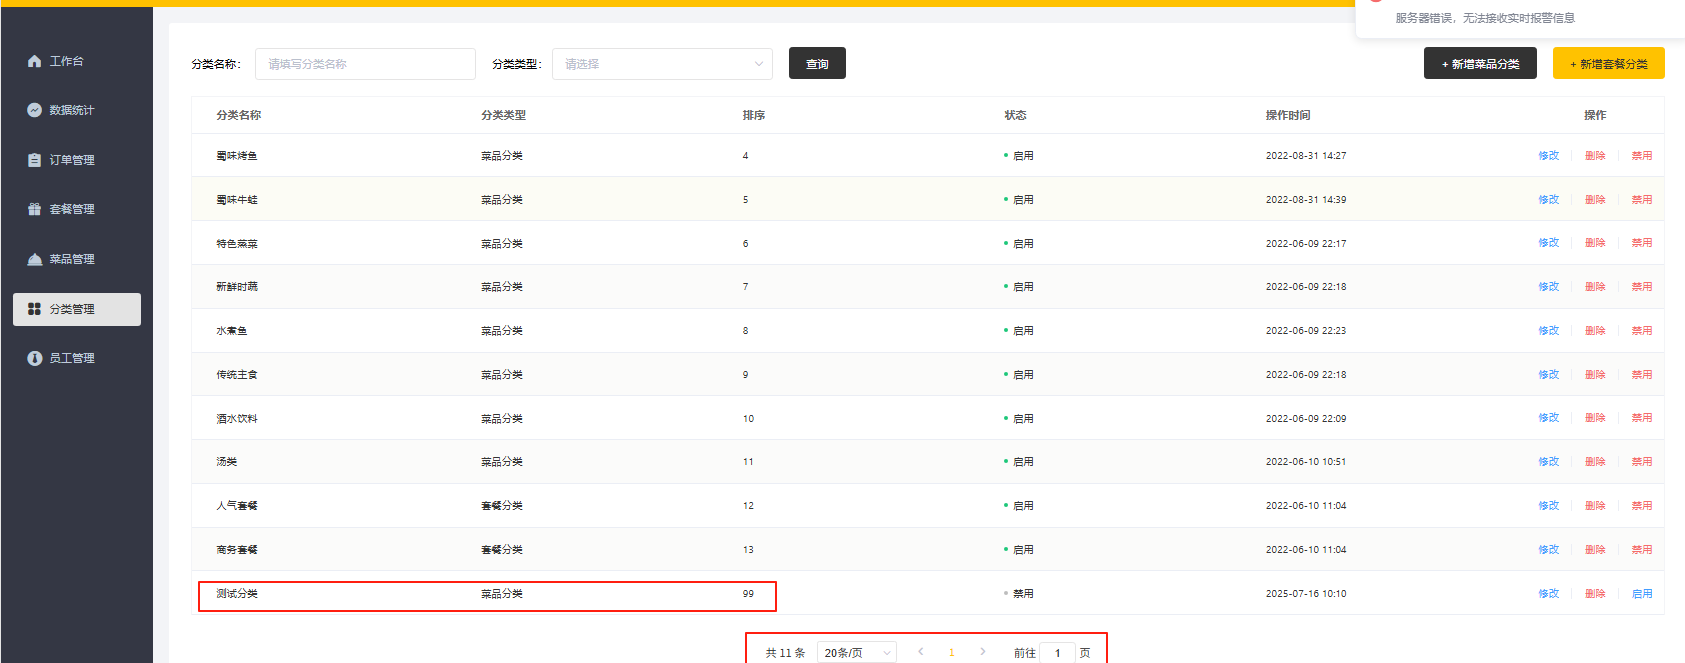 服务器错误，无法接收实时报警信息
工作台
数据统计
订单管理
套餐管理
菜品管理
分类管理
员工管理
分类名称： 请填写分类名称 分类类型： 请选择 查询 + 新增菜品分类 + 新增套餐分类
分类名称 分类类型 排序 状态 操作时间 操作
蜀味烤鱼 菜品分类 4 启用 2022-08-31 14:27 修改 删除 禁用
蜀味牛蛙 菜品分类 5 启用 2022-08-31 14:39 修改 删除 禁用
特色蒸菜 菜品分类 6 启用 2022-06-09 22:17 修改 删除 禁用
新鲜时蔬 菜品分类 7 启用 2022-06-09 22:18 修改 删除 禁用
水煮鱼 菜品分类 8 启用 2022-06-09 22:23 修改 删除 禁用
传统主食 菜品分类 9 启用 2022-06-09 22:18 修改 删除 禁用
酒水饮料 菜品分类 10 启用 2022-06-09 22:09 修改 删除 禁用
汤类 菜品分类 11 启用 2022-06-10 10:51 修改 删除 禁用
人气套餐 套餐分类 12 启用 2022-06-10 11:04 修改 删除 禁用
商务套餐 套餐分类 13 启用 2022-06-10 11:04 修改 删除 禁用
测试分类 菜品分类 99 禁用 2025-07-16 10:10 修改 删除 启用
共 11 条 20条/页 1 前往 1 页